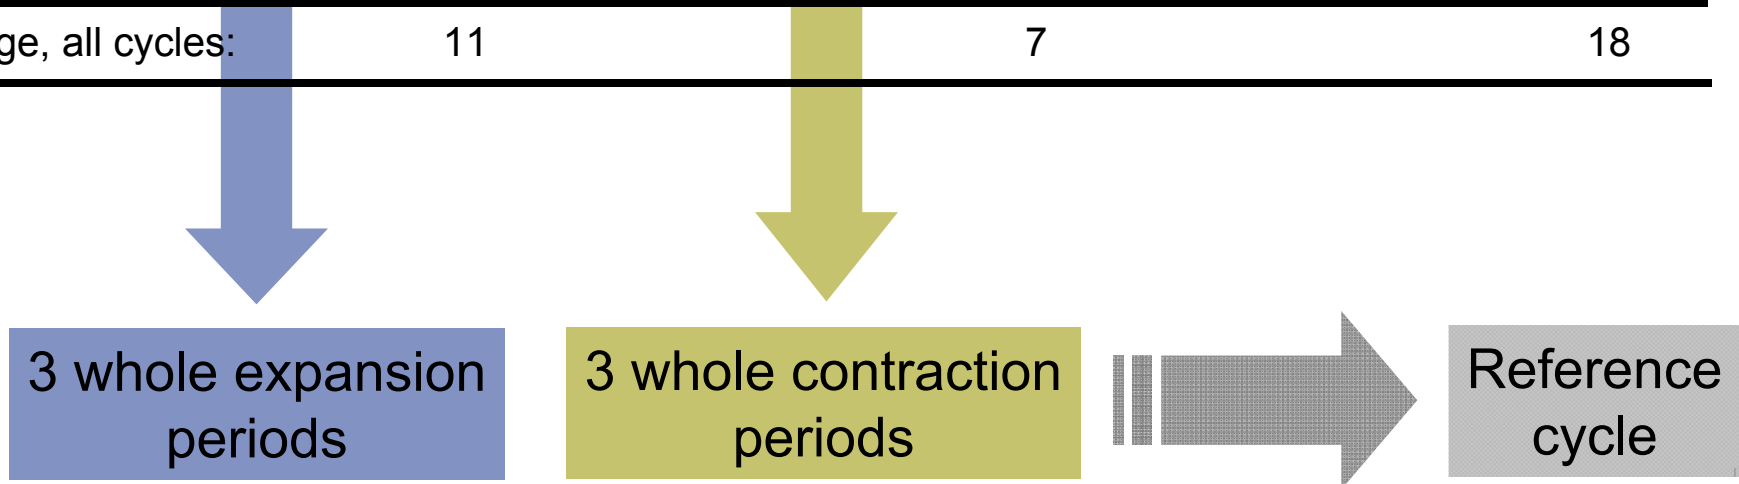 ge, all cycles: 11 7 18
3 whole expansion
periods
3 whole contraction
periods
Reference
cycle